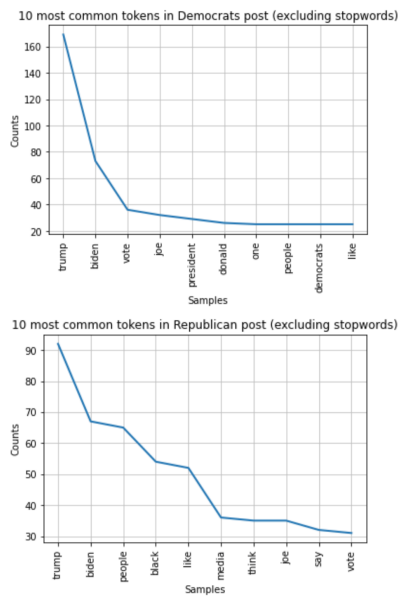 10 most common tokens in Democrats post (excluding stopwords)
160
140
120
100
80
60
40
20
Counts
trump
biden
vote
joe
president
donald
one
people
democrats
like
Samples
10 most common tokens in Republican post (excluding stopwords)
90
80
70
60
50
40
30
Counts
trump
biden
people
black
like
media
think
joe
say
vote
Samples